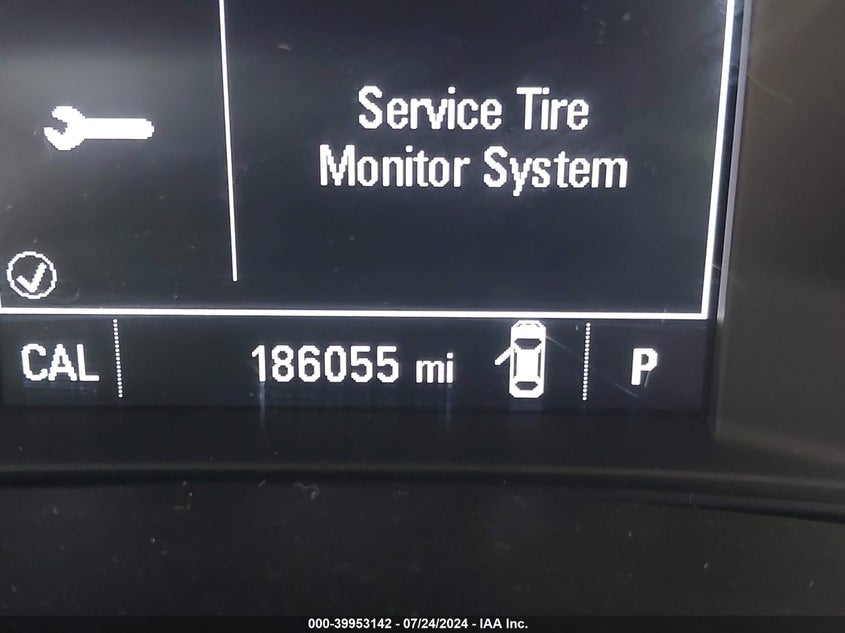 Service Tire
Monitor System
CAL
186055 mi
P
000-39953142 - 07/24/2024 - IAA Inc.